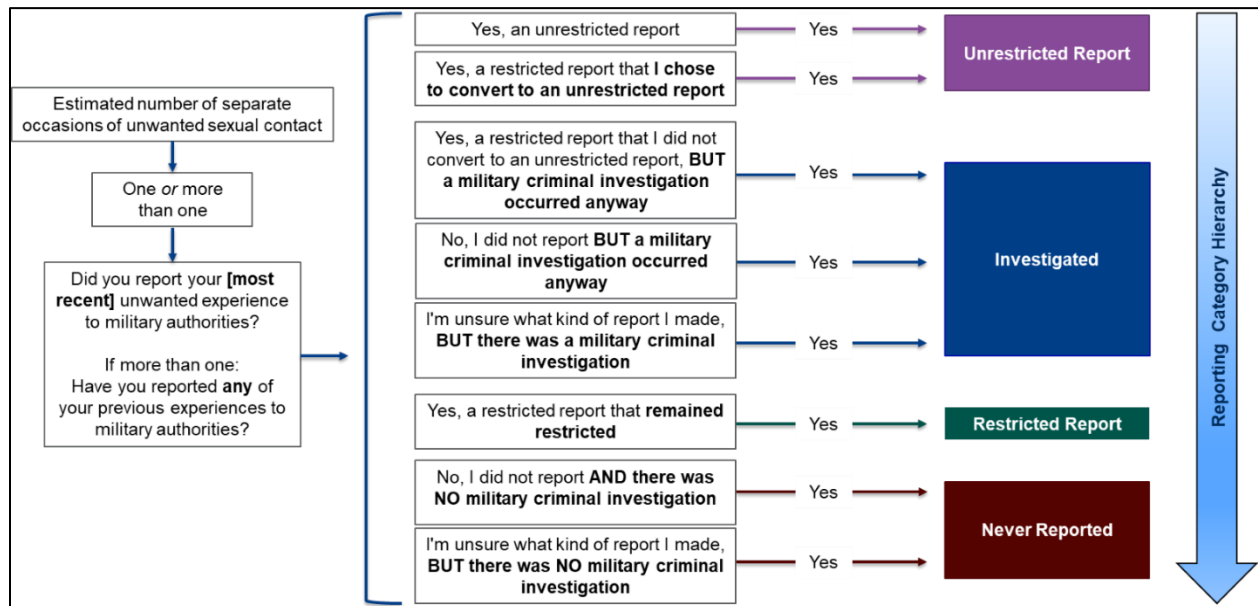 Estimated number of separate
occasions of unwanted sexual contact
One or more
than one
Did you report your [most
recent] unwanted experience
to military authorities?
If more than one:
Have you reported any of
your previous experiences to
military authorities?
Yes, an unrestricted report
Yes
Yes, a restricted report that I chose
to convert to an unrestricted report
Yes
Unrestricted Report
Yes, a restricted report that I did not
convert to an unrestricted report, BUT
a military criminal investigation
occurred anyway
Yes
No, I did not report BUT a military
criminal investigation occurred
anyway
Yes
I'm unsure what kind of report I made,
BUT there was a military criminal
investigation
Yes
Investigated
Yes, a restricted report that remained
restricted
Yes
Restricted Report
No, I did not report AND there was
NO military criminal investigation
Yes
I'm unsure what kind of report I made,
BUT there was NO military criminal
investigation
Yes
Never Reported
Reporting Category Hierarchy